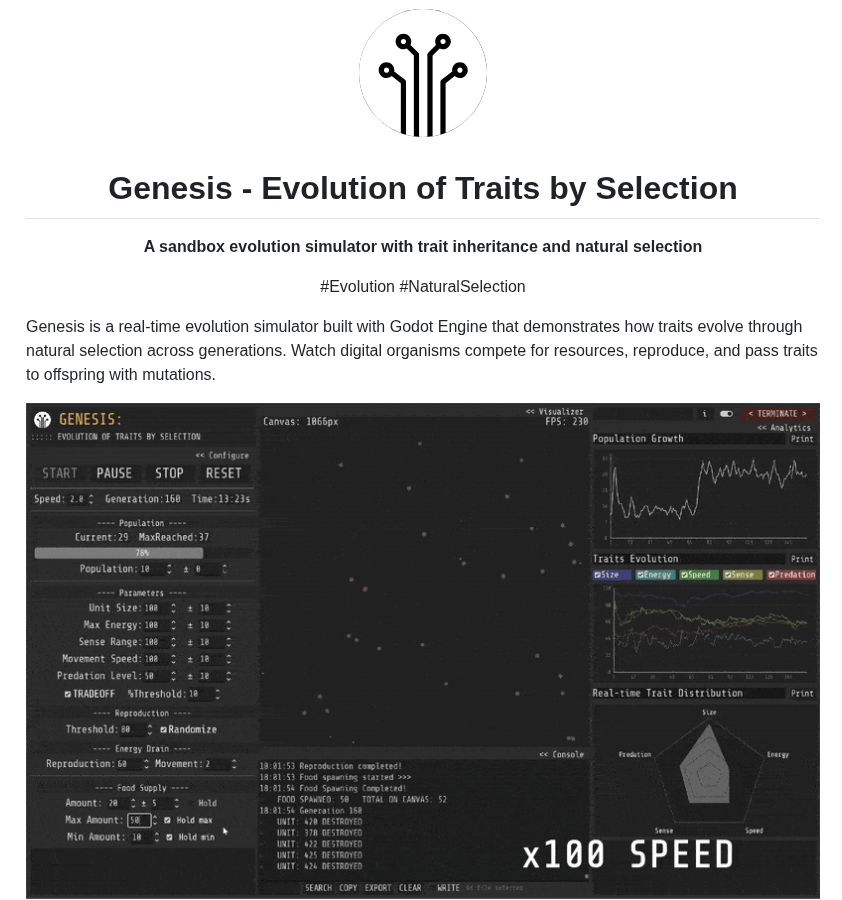 Genesis - Evolution of Traits by Selection
A sandbox evolution simulator with trait inheritance and natural selection
#Evolution #NaturalSelection
Genesis is a real-time evolution simulator built with Godot Engine that demonstrates how traits evolve through
natural selection across generations. Watch digital organisms compete for resources, reproduce, and pass traits
to offspring with mutations.
GENESIS:
::::: EVOLUTION OF TRAITS BY SELECTION
<< Configure
START PAUSE STOP RESET
Speed: 2.0 Generation:160 Time:13:23s
---- Population ----
Current:29 MaxReached:37
78%
Population: 10 ± 0
---- Parameters ----
Unit Size: 100 ± 10
Max Energy: 100 ± 10
Sense Range: 100 ± 10
Movement Speed: 100 ± 10
Predation Level: 50 ± 10
TRADEOFF %Threshold: 10
---- Reproduction ----
Threshold: 80 Randomize
---- Energy Drain ----
Reproduction: 60 Movement: 2
---- Food Supply ----
Amount: 20 ± 5 Hold
Max Amount: 50 Hold max
Min Amount: 10 Hold min
<< Visualizer
Canvas: 1066px FPS: 230
<< Console
18:01:53 Reproduction completed!
18:01:53 Food spawning started >>>
18:01:54 Food Spawning Completed!
FOOD SPAWNED: 50 TOTAL ON CANVAS: 52
18:01:54 Generation 160
UNIT: 420 DESTROYED
UNIT: 378 DESTROYED
UNIT: 422 DESTROYED
UNIT: 425 DESTROYED
UNIT: 424 DESTROYED
SEARCH COPY EXPORT CLEAR WRITE
i < TERMINATE >
<< Analytics
Population Growth Print
Traits Evolution Print
Size Energy Speed Sense Predation
Real-time Trait Distribution Print
Size
Predation Energy
Sense Speed
x100 SPEED